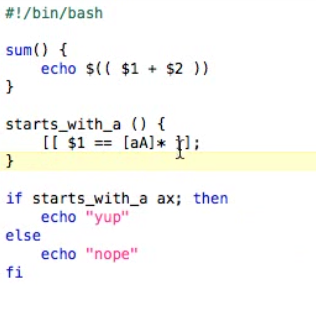 #!/bin/bash
sum() {
    echo $(( $1 + $2 ))
}
starts_with_a () {
    [[ $1 == [aA]* ]];
}
if starts_with_a ax; then
    echo "yup"
else
    echo "nope"
fi